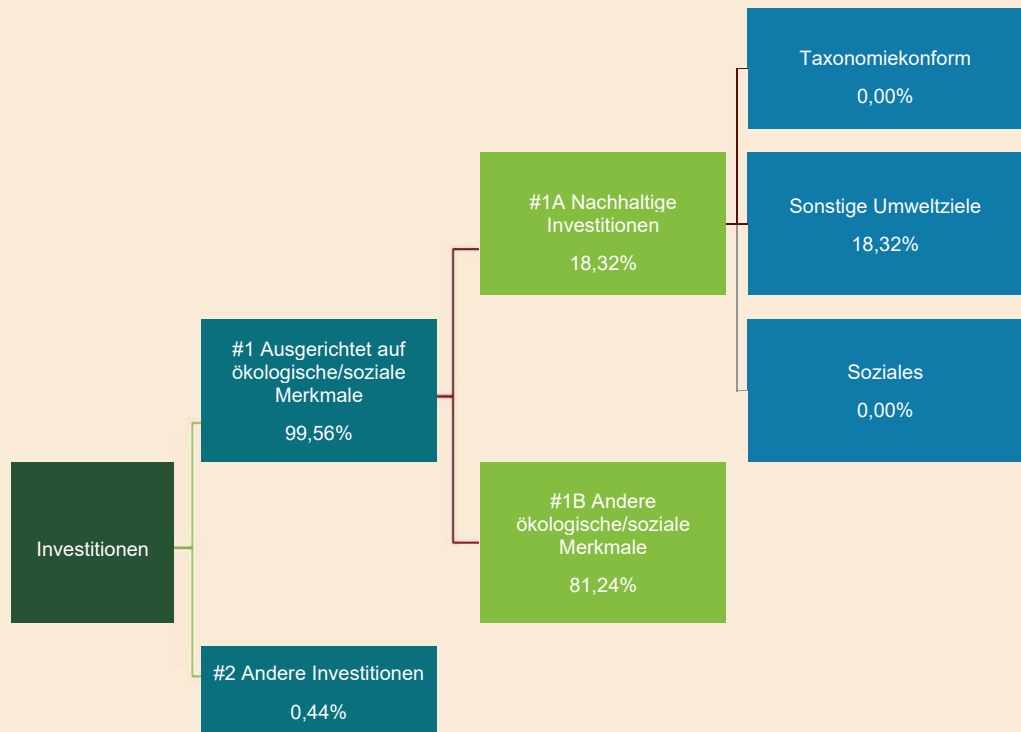 Investitionen
#1 Ausgerichtet auf
ökologische/soziale
Merkmale
99,56%
#2 Andere Investitionen
0,44%
#1A Nachhaltige
Investitionen
18,32%
#1B Andere
ökologische/soziale
Merkmale
81,24%
Taxonomiekonform
0,00%
Sonstige Umweltziele
18,32%
Soziales
0,00%